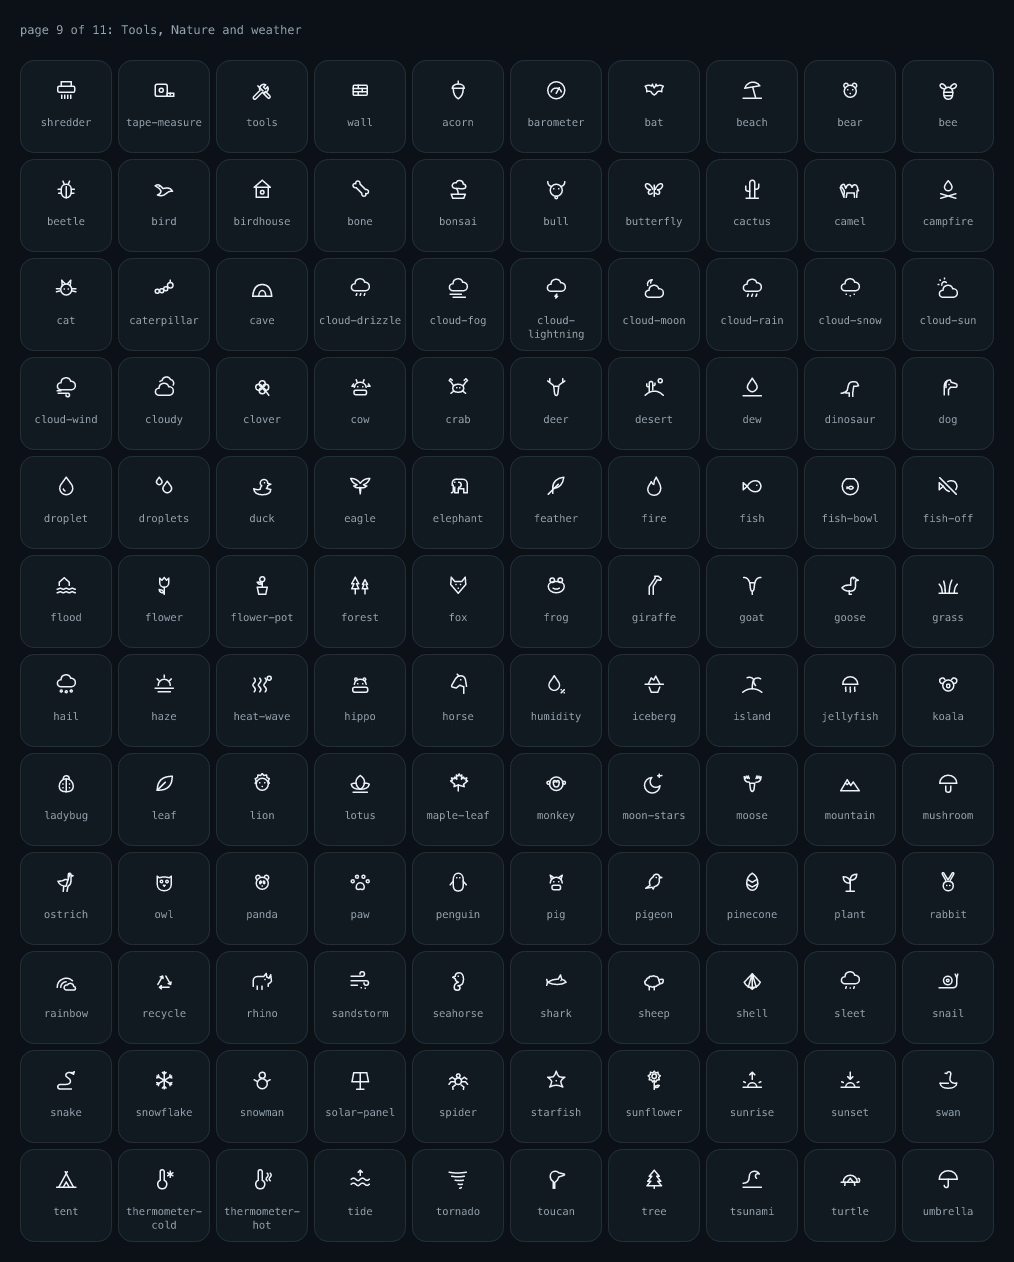 page 9 of 11: Tools, Nature and weather
shredder tape-measure tools wall acorn barometer bat beach bear bee
beetle bird birdhouse bone bonsai bull butterfly cactus camel campfire
cat caterpillar cave cloud-drizzle cloud-fog cloud-lightning cloud-moon cloud-rain cloud-snow cloud-sun
cloud-wind cloudy clover cow crab deer desert dew dinosaur dog
droplet droplets duck eagle elephant feather fire fish fish-bowl fish-off
flood flower flower-pot forest fox frog giraffe goat goose grass
hail haze heat-wave hippo horse humidity iceberg island jellyfish koala
ladybug leaf lion lotus maple-leaf monkey moon-stars moose mountain mushroom
ostrich owl panda paw penguin pig pigeon pinecone plant rabbit
rainbow recycle rhino sandstorm seahorse shark sheep shell sleet snail
snake snowflake snowman solar-panel spider starfish sunflower sunrise sunset swan
tent thermometer-cold thermometer-hot tide tornado toucan tree tsunami turtle umbrella